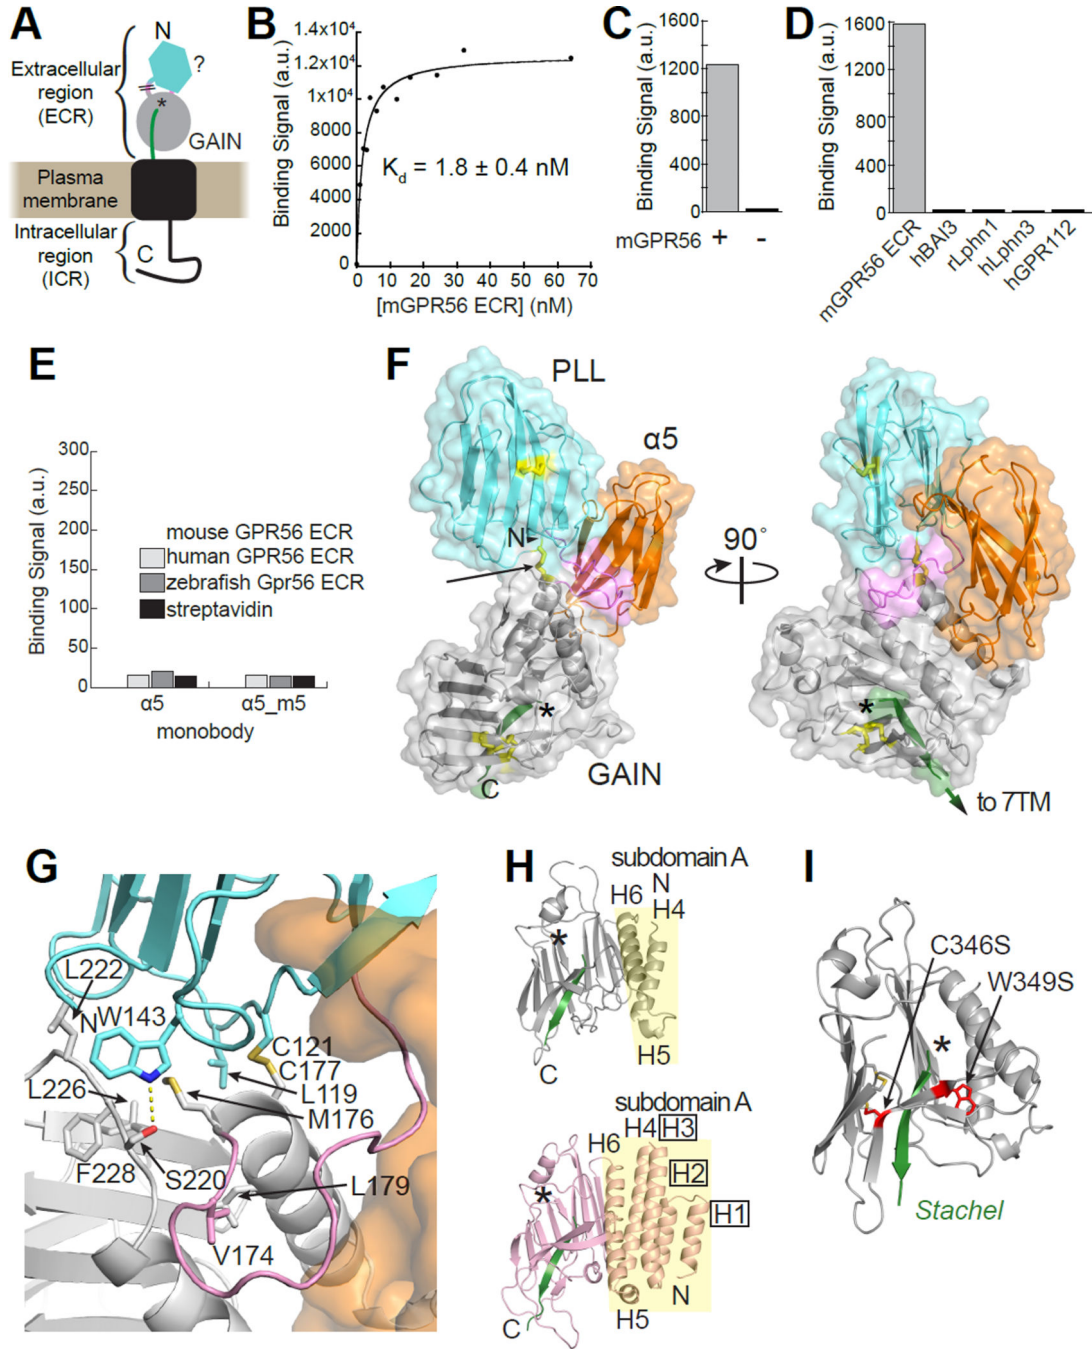 A
N
?
Extracellular
region
(ECR)
*
GAIN
Plasma
membrane
Intracellular
region
(ICR)
C
B
Binding Signal (a.u.)
1.4x10⁴
1.2x10⁴
1x10⁴
8000
6000
4000
2000
0
K_d = 1.8 ± 0.4 nM
0 10 20 30 40 50 60 70
[mGPR56 ECR] (nM)
C
Binding Signal (a.u.)
1600
1200
800
400
0
mGPR56 + -
D
Binding Signal (a.u.)
1600
1200
800
400
0
mGPR56 ECR
hBAI3
rLphn1
hLphn3
hGPR112
E
Binding Signal (a.u.)
300
250
200
150
100
50
0
mouse GPR56 ECR
human GPR56 ECR
zebrafish Gpr56 ECR
streptavidin
α5 α5_m5
monobody
F
PLL
α5
N
90°
*
*
GAIN
C
to 7TM
G
L222
N
W143
C121
C177
L119
M176
L226
F228
S220
L179
V174
H
subdomain A
N
H6
H4
*
H5
C
subdomain A
H4
H3
H6
*
H2
H1
N
H5
C
I
C346S
W349S
*
Stachel